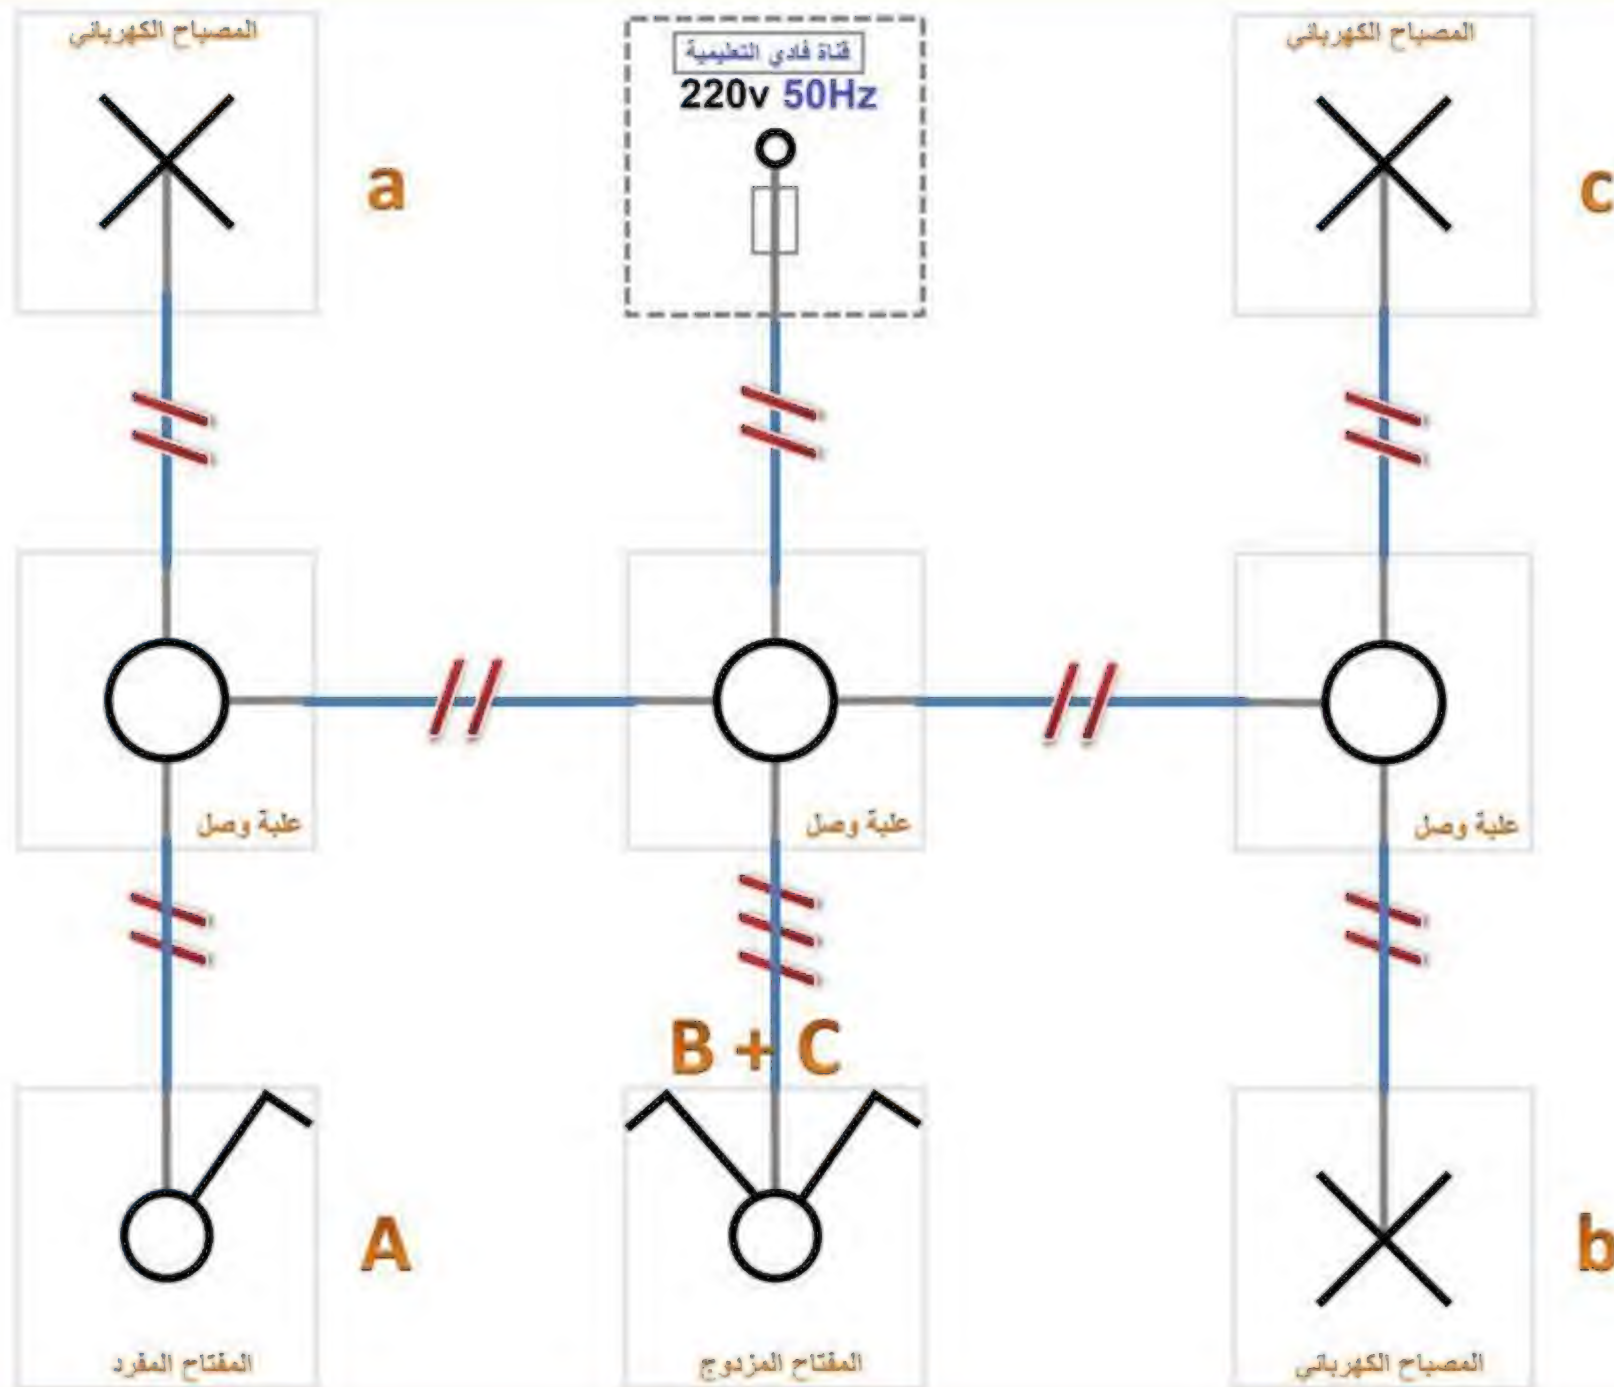 المصباح الكهربائي
قناة فادي التعليمية
المصباح الكهربائي
220v 50Hz
a
c
علبة وصل
علبة وصل
علبة وصل
B + C
A
b
المفتاح المفرد
المفتاح المزدوج
المصباح الكهربائي